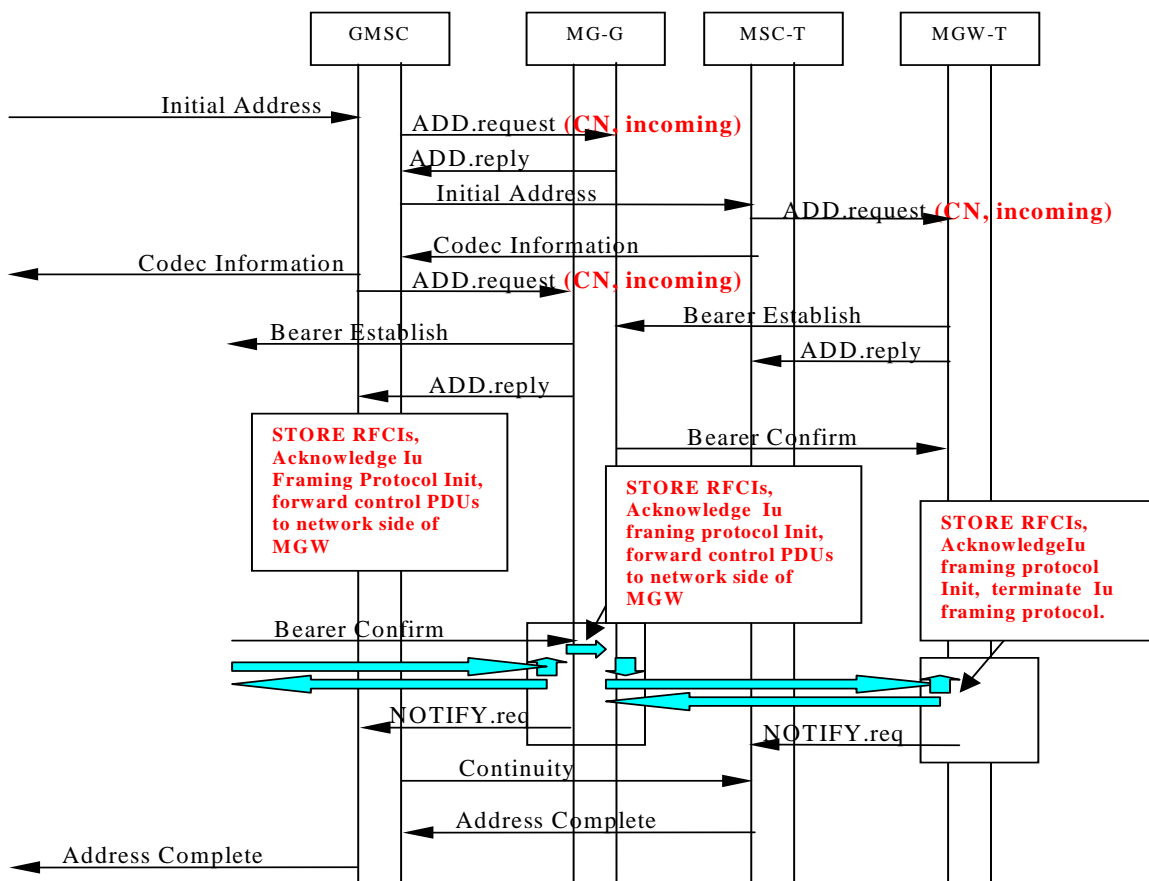 GMSC MG-G MSC-T MGW-T
Initial Address
ADD.request (CN, incoming)
ADD.reply
Initial Address
ADD.request (CN, incoming)
Codec Information
Codec Information
ADD.request (CN, incoming)
Bearer Establish
Bearer Establish
ADD.reply
ADD.reply
STORE RFCIs,
Acknowledge Iu
Framing Protocol Init,
forward control PDUs
to network side of
MGW
Bearer Confirm
STORE RFCIs,
Acknowledge Iu
franing protocol Init,
forward control PDUs
to network side of
MGW
STORE RFCIs,
AcknowledgeIu
framing protocol
Init, terminate Iu
framing protocol.
Bearer Confirm
NOTIFY.req
NOTIFY.req
Continuity
Address Complete
Address Complete